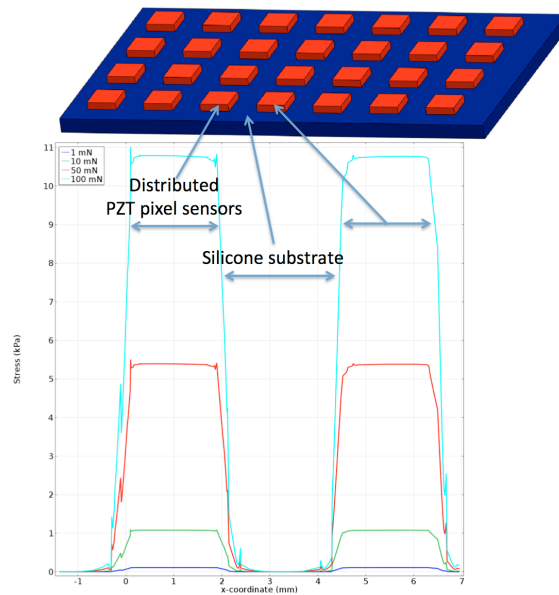 11
1 mN
10 mN
50 mN
100 mN
10
Distributed
PZT pixel sensors
9
Silicone substrate
8
7
6
Stress (kPa)
5
4
3
2
1
0
-1 0 1 2 3 4 5 6 7
x-coordinate (mm)